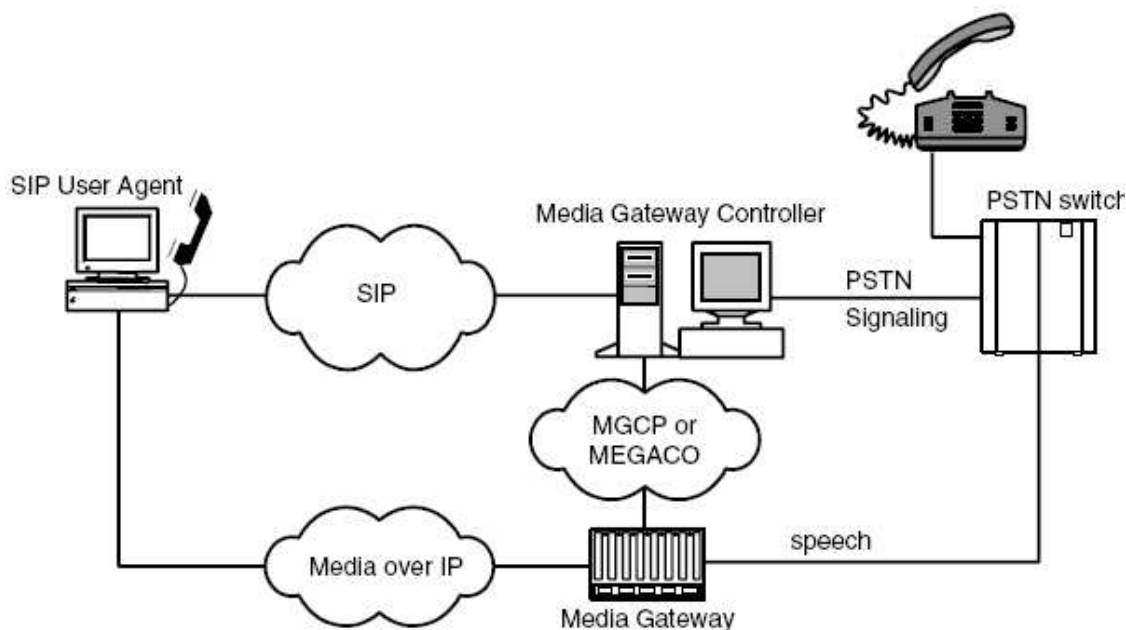 SIP User Agent
Media Gateway Controller
PSTN switch
SIP
PSTN
Signaling
MGCP or
MEGACO
speech
Media over IP
Media Gateway